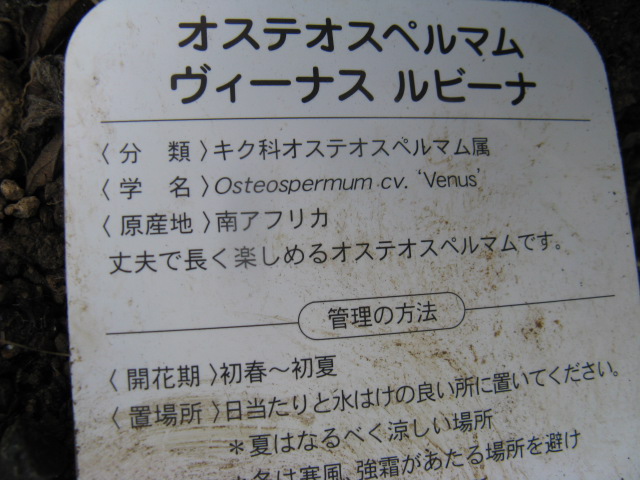 オステオスペルマム
ヴィーナス ルビーナ
〈 分　類 〉キク科オステオスペルマム属
〈 学　名 〉Osteospermum cv. 'Venus'
〈 原産地 〉南アフリカ
丈夫で長く楽しめるオステオスペルマムです。
管理の方法
〈 開花期 〉初春〜初夏
〈 置場所 〉日当たりと水はけの良い所に置いてください。
＊夏はなるべく涼しい場所
＊冬は寒風、強霜があたる場所を避け